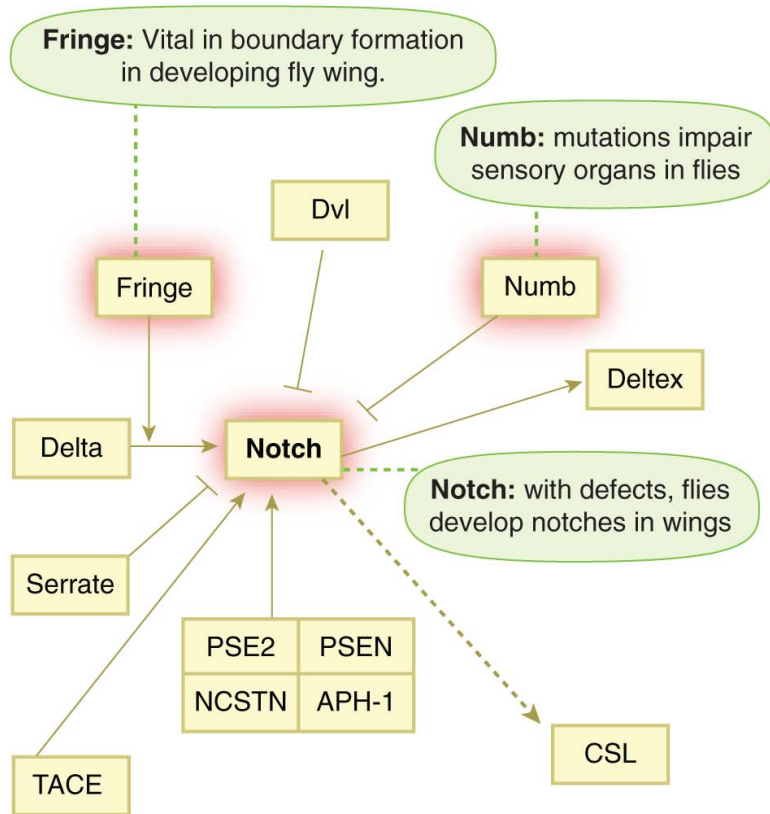 Fringe: Vital in boundary formation
in developing fly wing.
Numb: mutations impair
sensory organs in flies
Dvl
Fringe
Numb
Deltex
Delta
Notch
Notch: with defects, flies
develop notches in wings
Serrate
PSE2
PSEN
NCSTN
APH-1
CSL
TACE